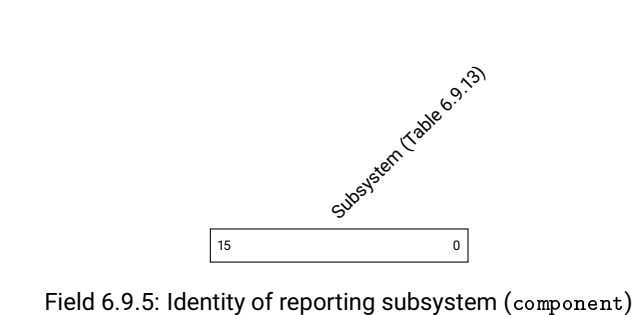 Subsystem (Table 6.9.13)
15 0
Field 6.9.5: Identity of reporting subsystem (component)